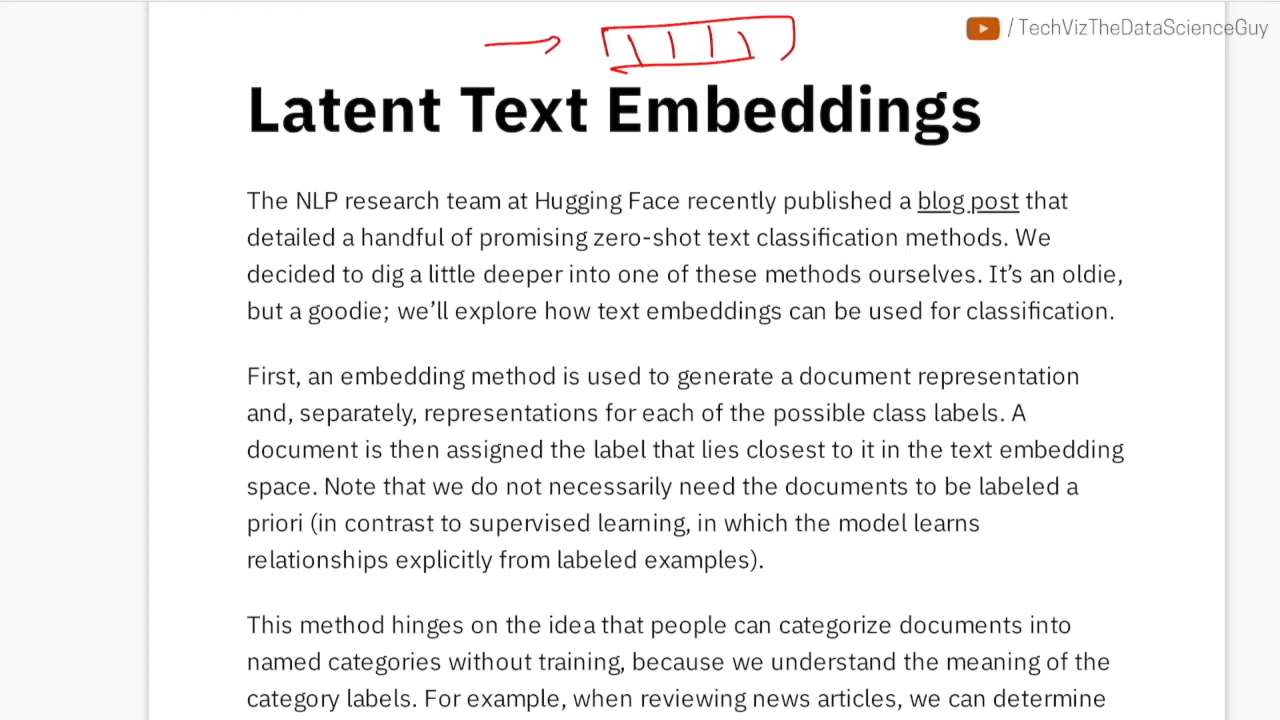 / TechVizTheDataScienceGuy
Latent Text Embeddings
The NLP research team at Hugging Face recently published a blog post that
detailed a handful of promising zero-shot text classification methods. We
decided to dig a little deeper into one of these methods ourselves. It’s an oldie,
but a goodie; we’ll explore how text embeddings can be used for classification.
First, an embedding method is used to generate a document representation
and, separately, representations for each of the possible class labels. A
document is then assigned the label that lies closest to it in the text embedding
space. Note that we do not necessarily need the documents to be labeled a
priori (in contrast to supervised learning, in which the model learns
relationships explicitly from labeled examples).
This method hinges on the idea that people can categorize documents into
named categories without training, because we understand the meaning of the
category labels. For example, when reviewing news articles, we can determine